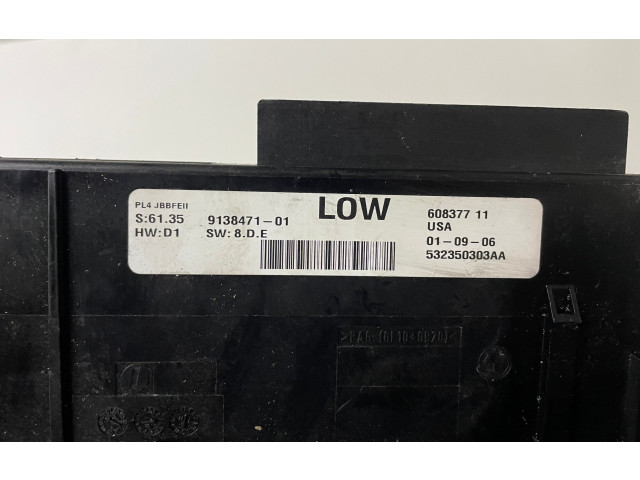 PL4 JBBFEII
S:61.35 9138471-01 LOW 608377 11
HW:D1 SW: 8.D.E USA
01-09-06
532350303AA